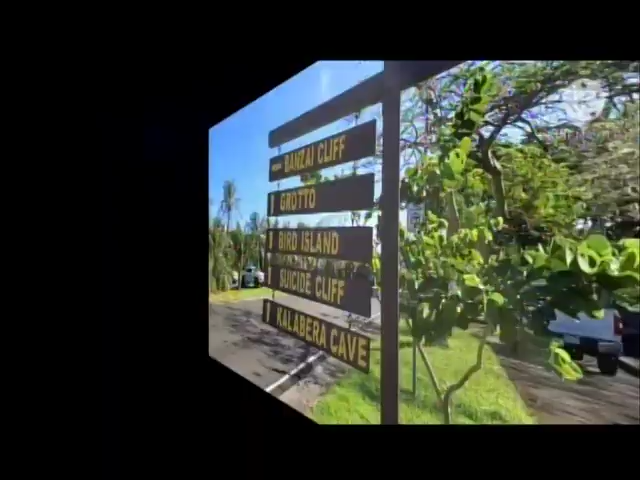 BANZAI CLIFF
GROTTO
BIRD ISLAND
SUICIDE CLIFF
KALABERA CAVE